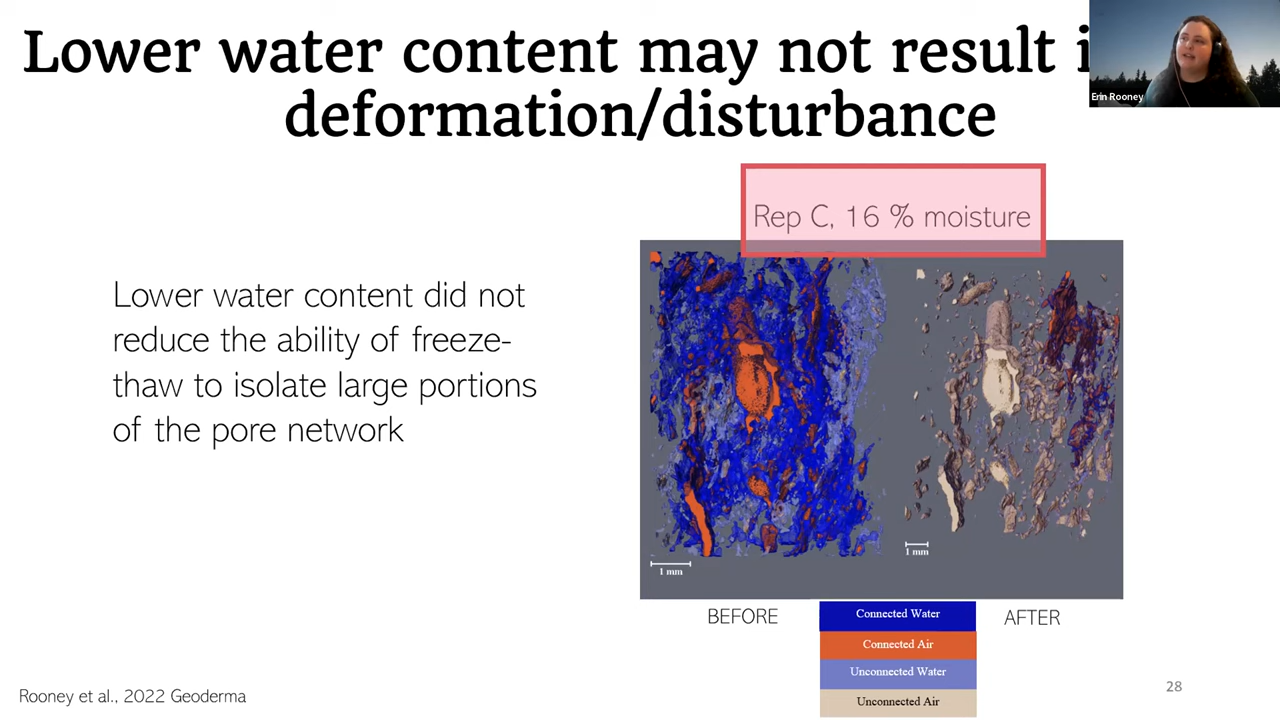 Lower water content may not result i
deformation/disturbance
Erin Rooney
Rep C, 16 % moisture
Lower water content did not
reduce the ability of freeze-
thaw to isolate large portions
of the pore network
1 mm
1 mm
BEFORE
AFTER
Connected Water
Connected Air
Unconnected Water
Unconnected Air
Rooney et al., 2022 Geoderma
28